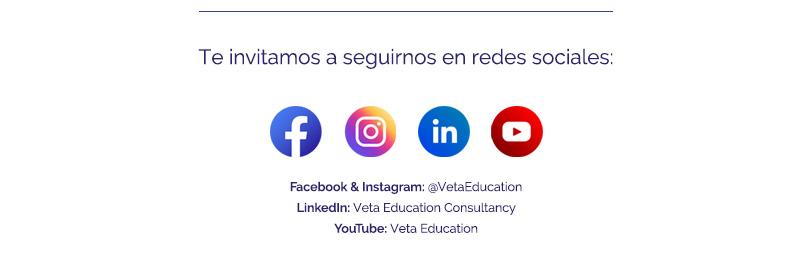 Te invitamos a seguirnos en redes sociales:
Facebook & Instagram: @VetaEducation
LinkedIn: Veta Education Consultancy
YouTube: Veta Education